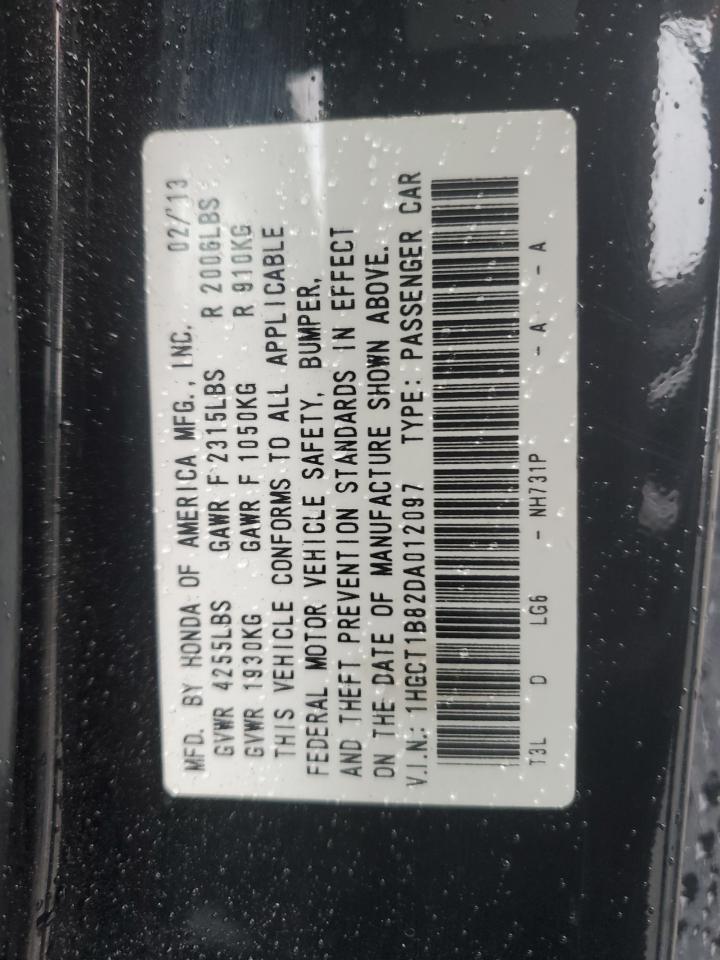 MFD. BY HONDA OF AMERICA MFG., INC. 02/'13
GVWR 4255LBS GAWR F 2315LBS R 2006LBS
GVWR 1930KG GAWR F 1050KG R 910KG
THIS VEHICLE CONFORMS TO ALL APPLICABLE
FEDERAL MOTOR VEHICLE SAFETY, BUMPER,
AND THEFT PREVENTION STANDARDS IN EFFECT
ON THE DATE OF MANUFACTURE SHOWN ABOVE.
V.I.N.: 1HGCT1B82DA012097 TYPE: PASSENGER CAR
T3L D LG6 - NH731P - A - A